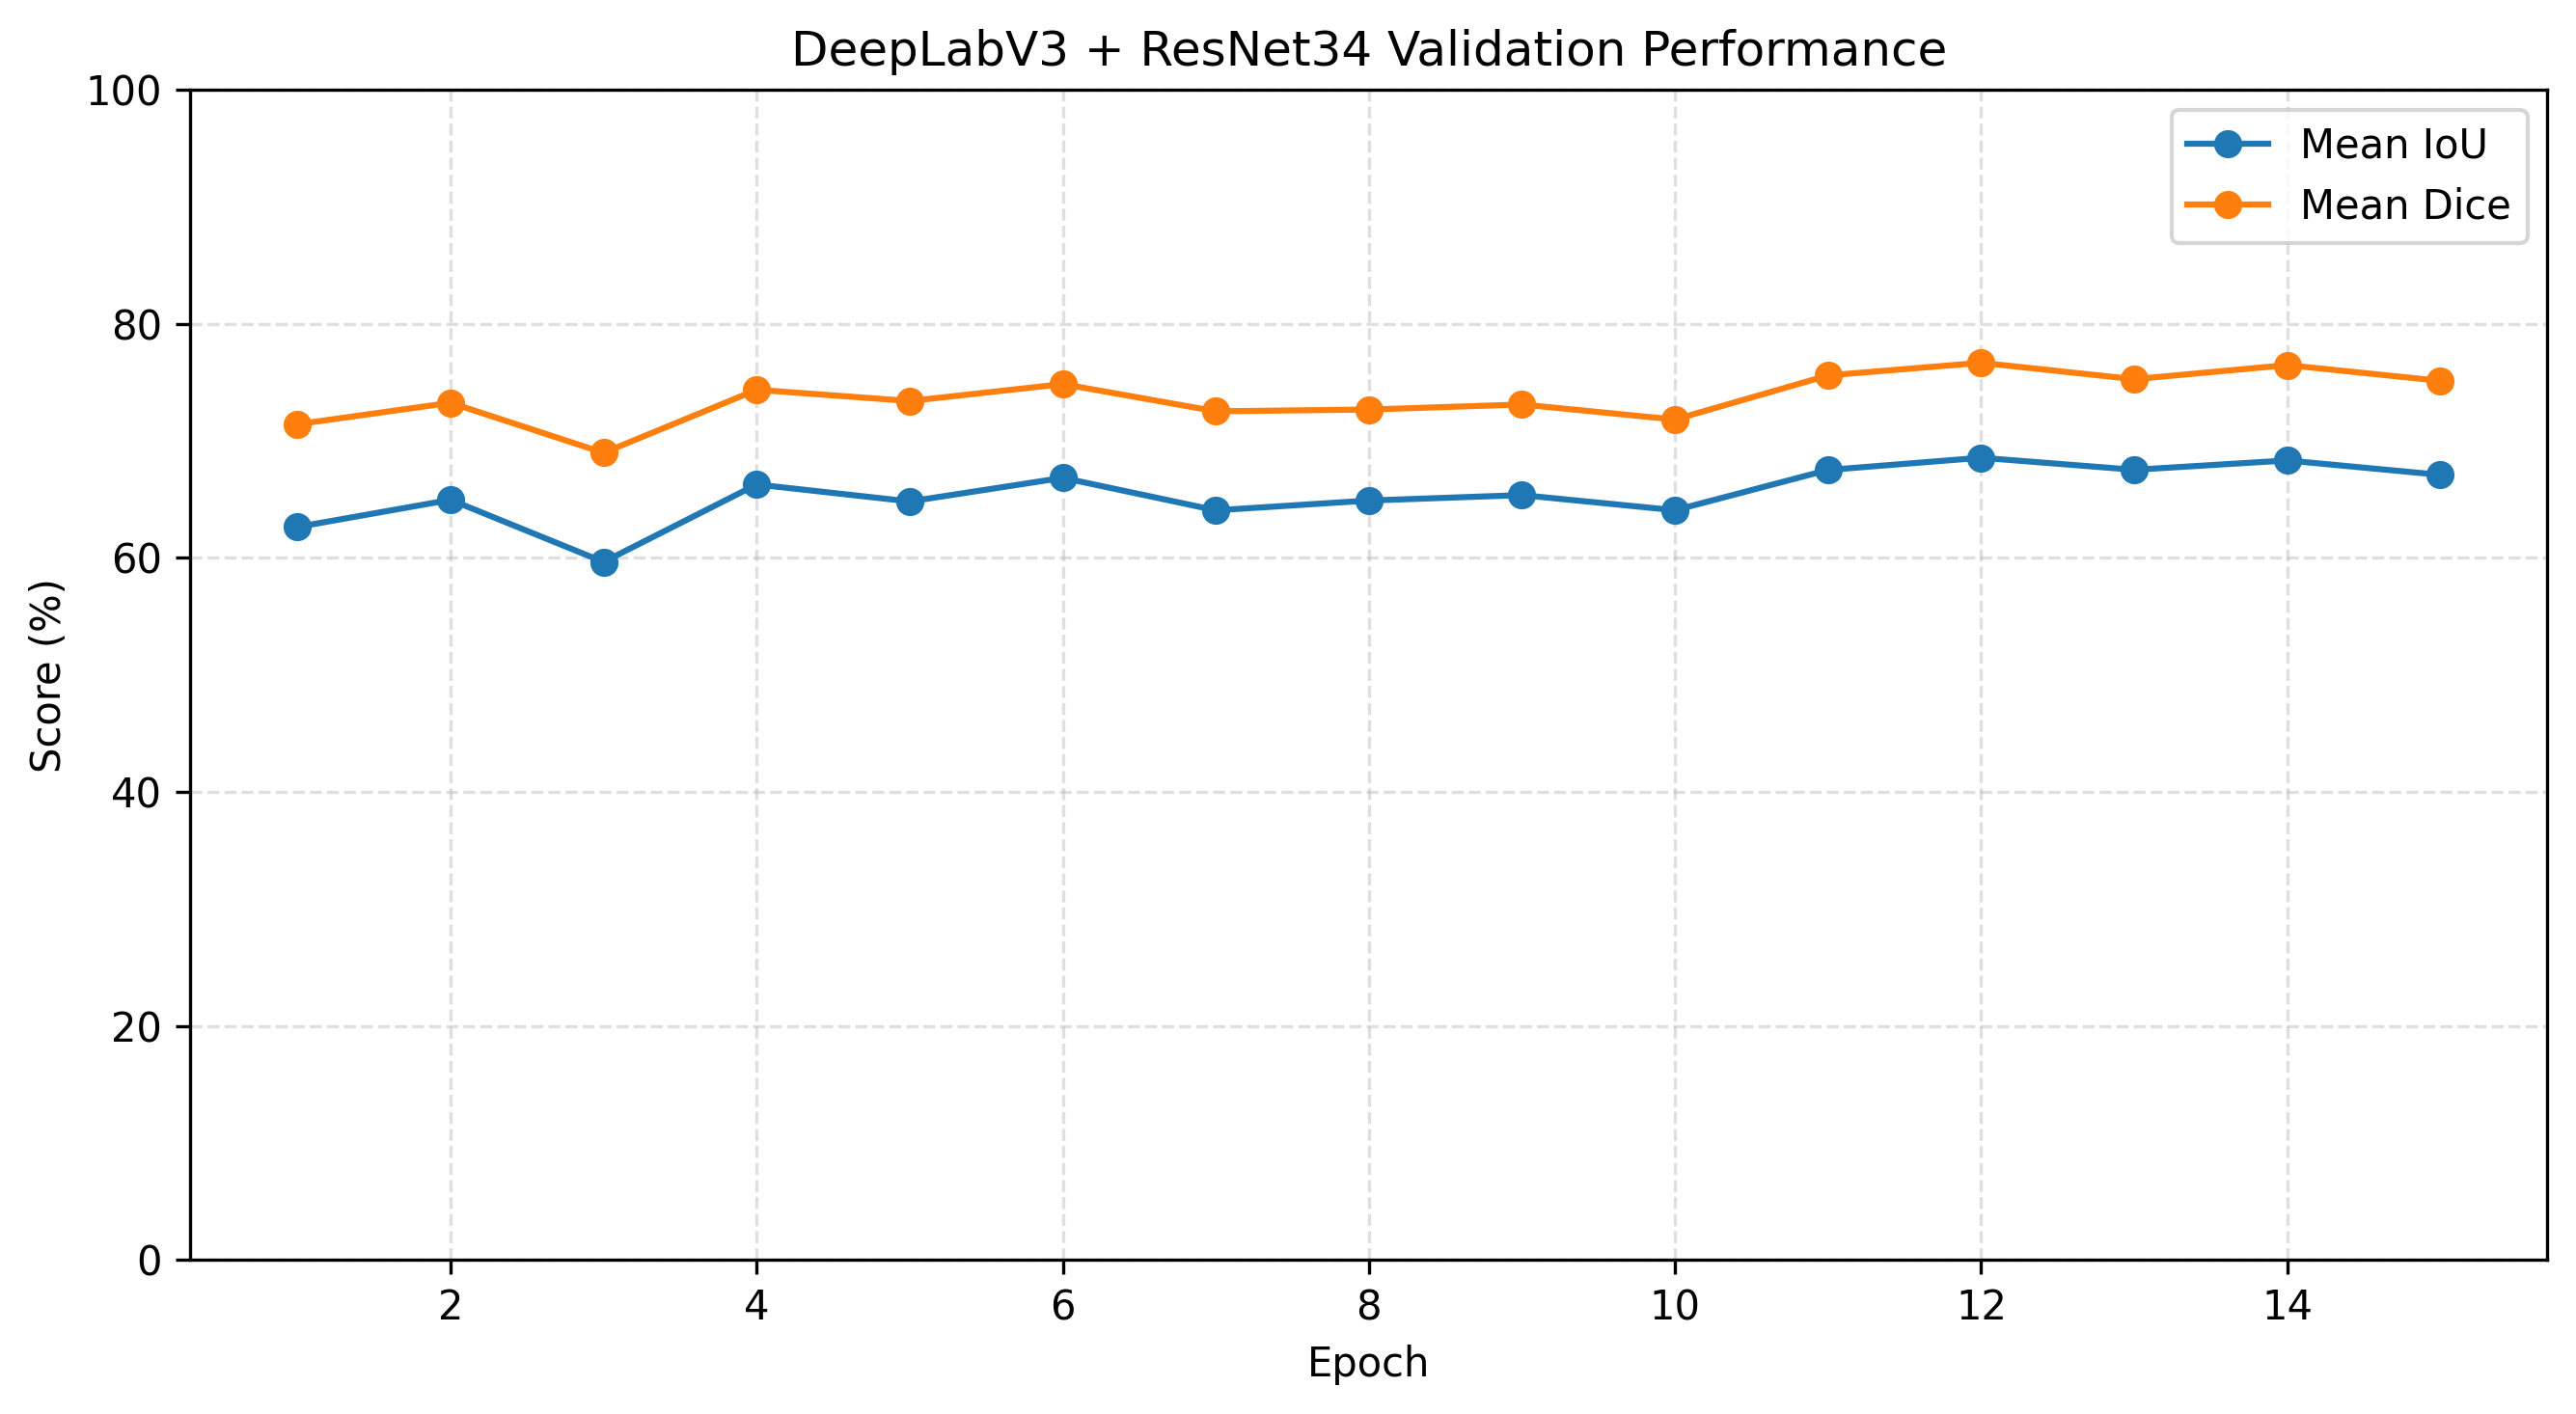 DeepLabV3 + ResNet34 Validation Performance
100
80
60
40
20
0
Score (%)
Mean IoU
Mean Dice
2 4 6 8 10 12 14
Epoch